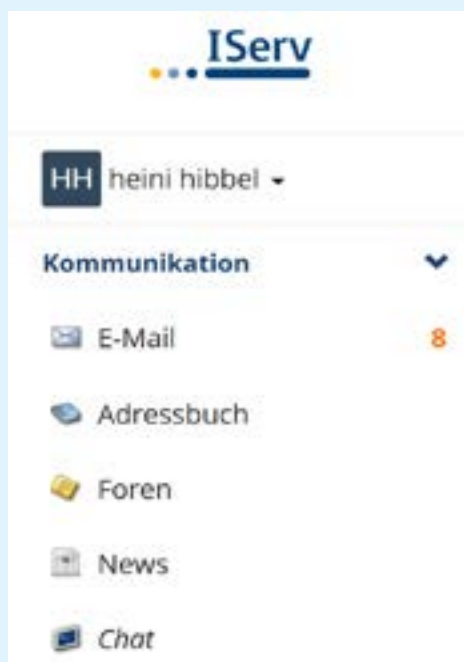 IServ
HH heini hibbel
Kommunikation
E-Mail 8
Adressbuch
Foren
News
Chat